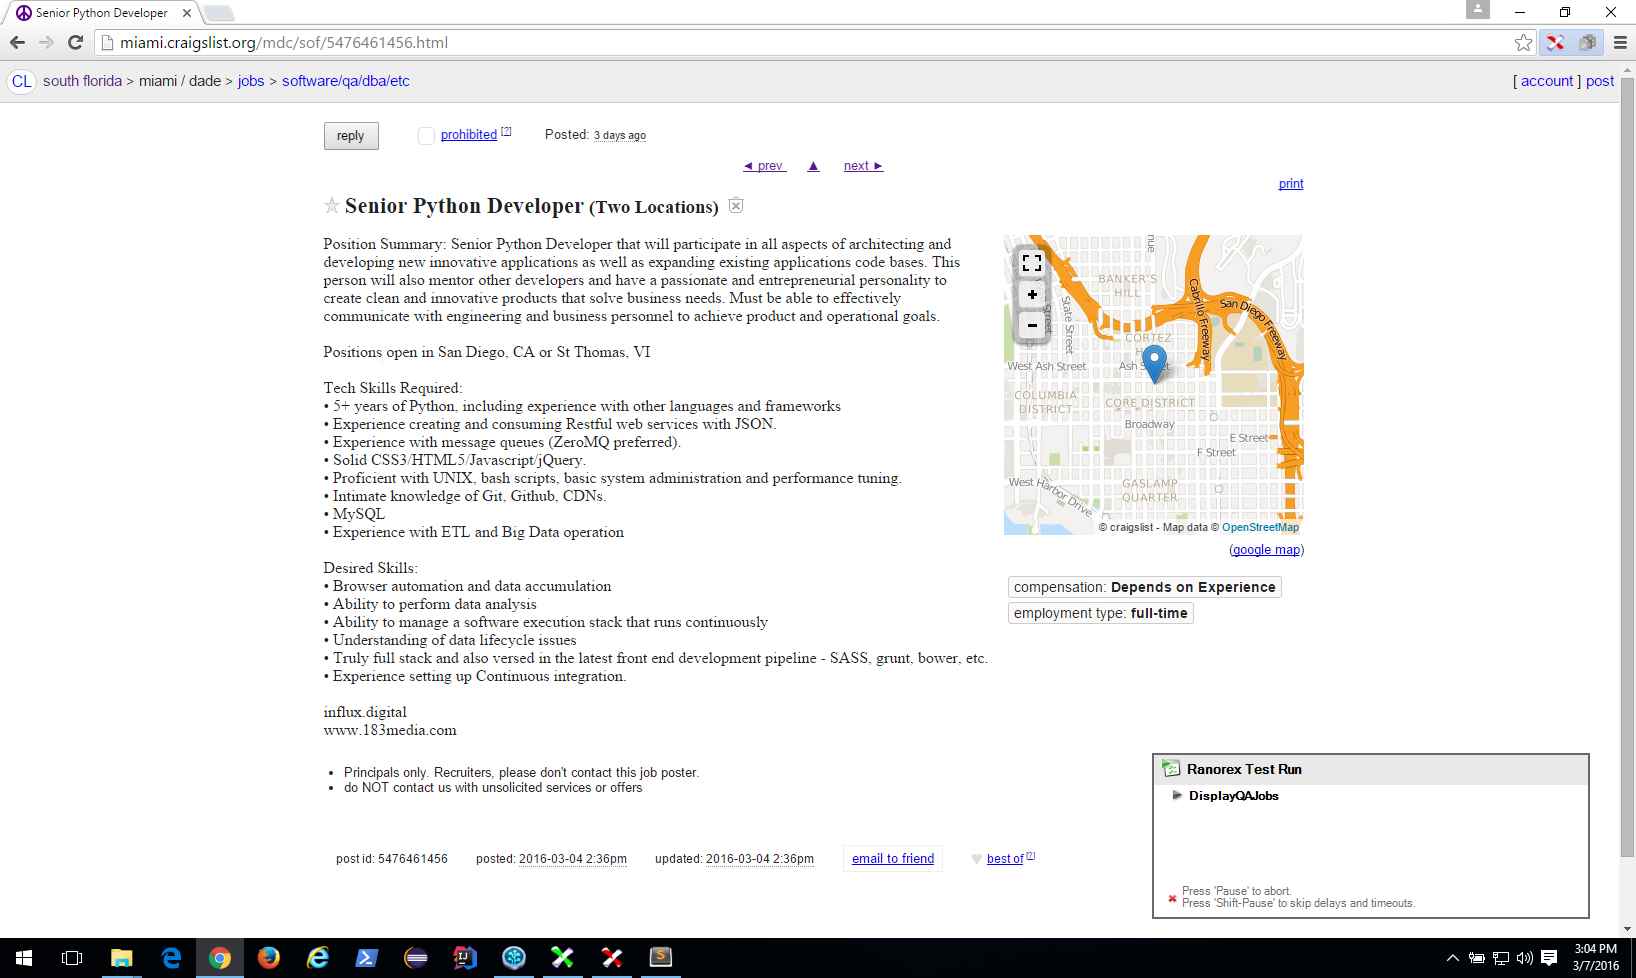 Senior Python Developer
miami.craigslist.org/mdc/sof/5476461456.html
CL south florida > miami / dade > jobs > software/qa/dba/etc
[ account ] post
reply
prohibited [?]
Posted: 3 days ago
◄ prev ▲ next ►
print
☆ Senior Python Developer (Two Locations)
Position Summary: Senior Python Developer that will participate in all aspects of architecting and
developing new innovative applications as well as expanding existing applications code bases. This
person will also mentor other developers and have a passionate and entrepreneurial personality to
create clean and innovative products that solve business needs. Must be able to effectively
communicate with engineering and business personnel to achieve product and operational goals.
Positions open in San Diego, CA or St Thomas, VI
Tech Skills Required:
• 5+ years of Python, including experience with other languages and frameworks
• Experience creating and consuming Restful web services with JSON.
• Experience with message queues (ZeroMQ preferred).
• Solid CSS3/HTML5/Javascript/jQuery.
• Proficient with UNIX, bash scripts, basic system administration and performance tuning.
• Intimate knowledge of Git, Github, CDNs.
• MySQL
• Experience with ETL and Big Data operation
Desired Skills:
• Browser automation and data accumulation
• Ability to perform data analysis
• Ability to manage a software execution stack that runs continuously
• Understanding of data lifecycle issues
• Truly full stack and also versed in the latest front end development pipeline - SASS, grunt, bower, etc.
• Experience setting up Continuous integration.
influx.digital
www.183media.com
• Principals only. Recruiters, please don't contact this job poster.
• do NOT contact us with unsolicited services or offers
post id: 5476461456
posted: 2016-03-04 2:36pm
updated: 2016-03-04 2:36pm
email to friend
best of [?]
nue
BANKER'S
HILL
State Street
Street
Cabrillo Freeway
San Diego Freeway
CORTEZ
West Ash Street
Ash
COLUMBIA
DISTRICT
CORE DISTRICT
Broadway
E Street
F Street
West Harbor Drive
GASLAMP
QUARTER
© craigslist - Map data © OpenStreetMap
(google map)
compensation: Depends on Experience
employment type: full-time
Ranorex Test Run
DisplayQAJobs
Press 'Pause' to abort.
Press 'Shift-Pause' to skip delays and timeouts.
3:04 PM
3/7/2016